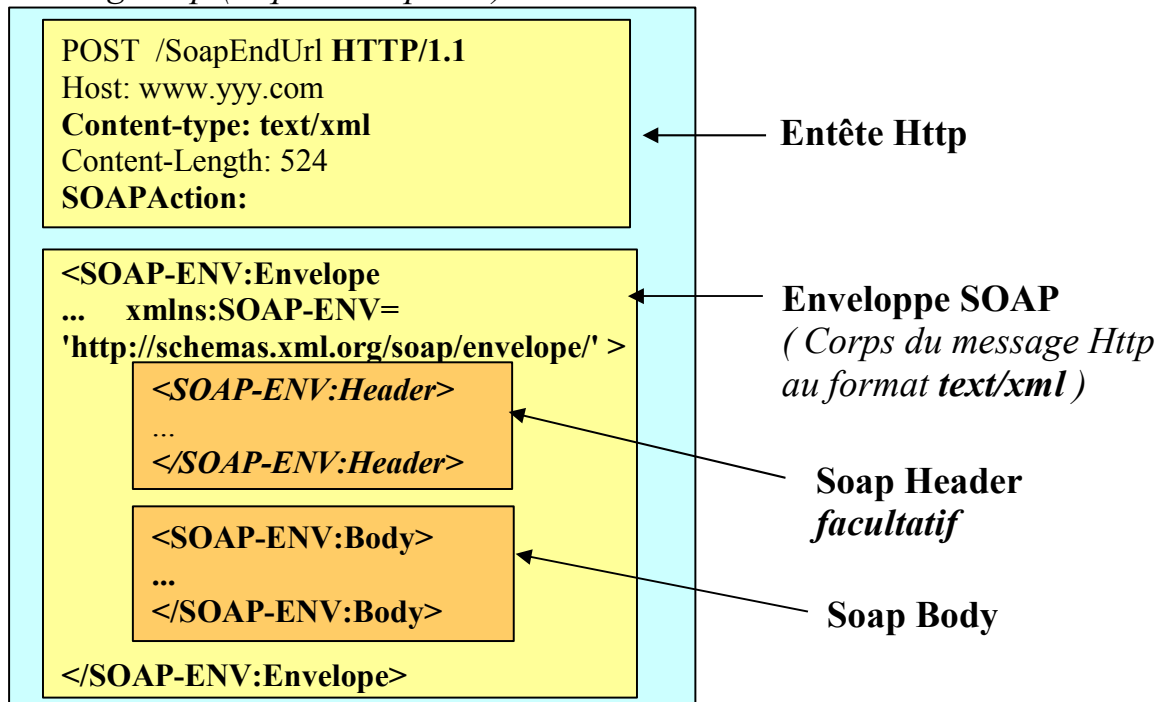 POST /SoapEndUrl HTTP/1.1
Host: www.yyy.com
Content-type: text/xml
Content-Length: 524
SOAPAction:
Entête Http
<SOAP-ENV:Envelope
... xmlns:SOAP-ENV=
'http://schemas.xml.org/soap/envelope/' >
<SOAP-ENV:Header>
...
</SOAP-ENV:Header>
<SOAP-ENV:Body>
...
</SOAP-ENV:Body>
</SOAP-ENV:Envelope>
Enveloppe SOAP
( Corps du message Http
au format text/xml )
Soap Header
facultatif
Soap Body